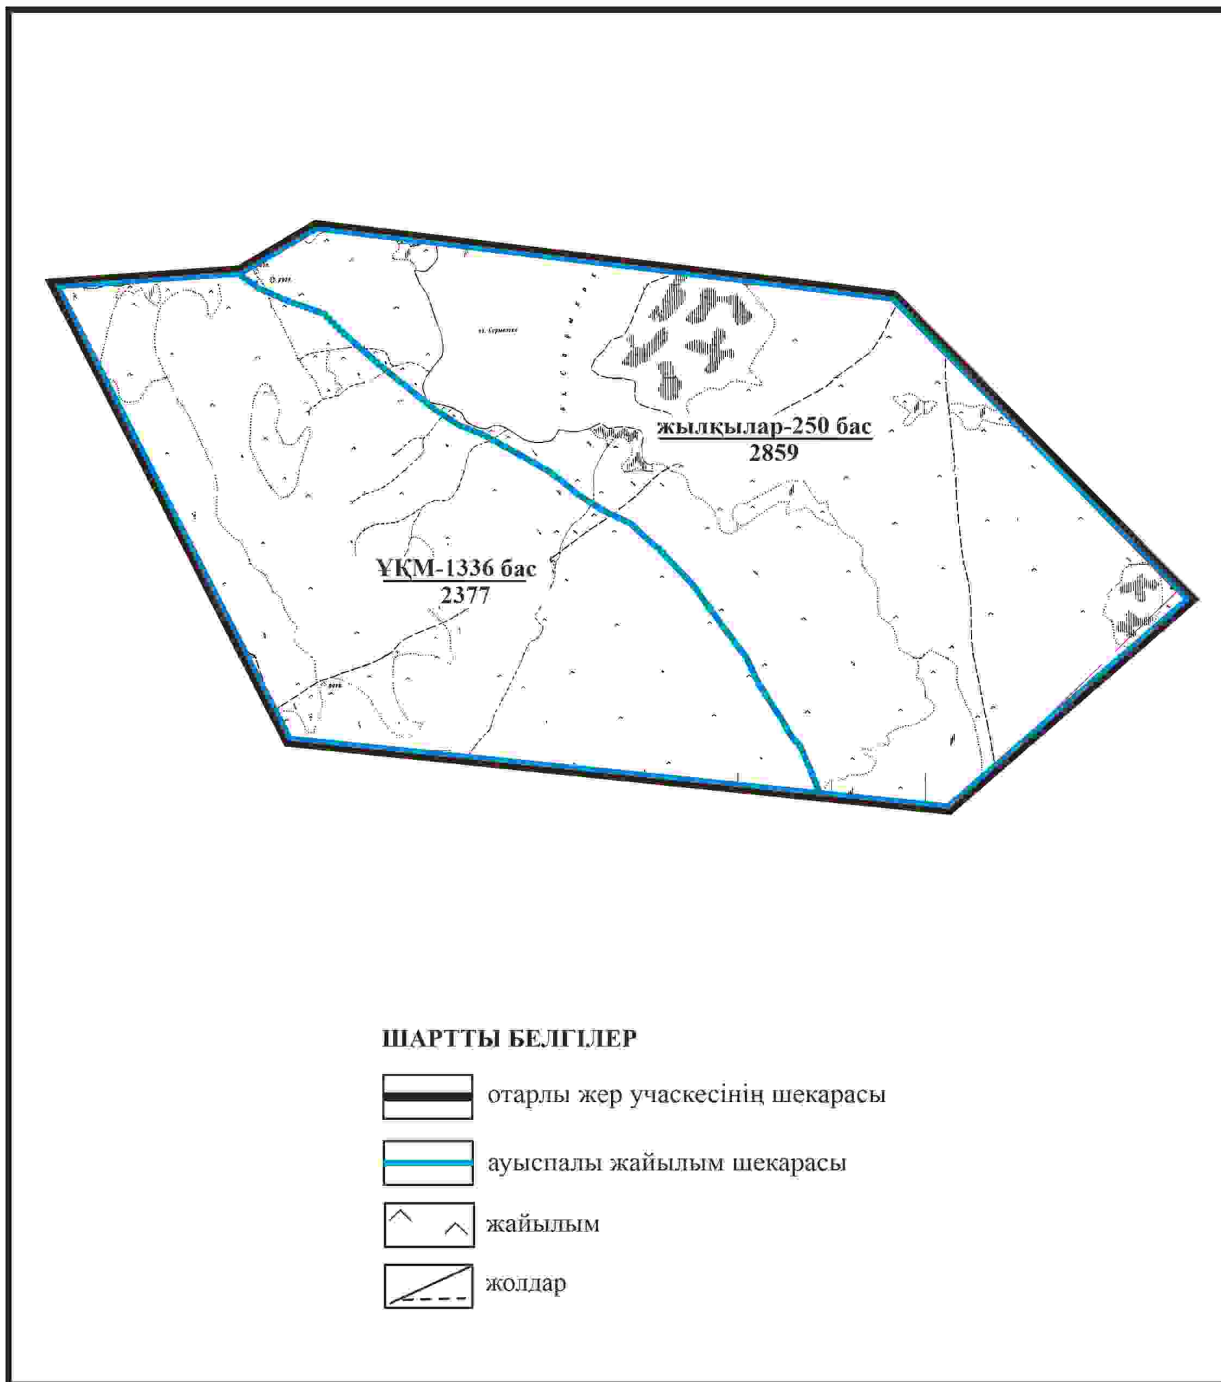 жылқылар-250 бас
2859
ҰҚМ-1336 бас
2377
ШАРТТЫ БЕЛГІЛЕР
отарлы жер учаскесінің шекарасы
ауыспалы жайылым шекарасы
жайылым
жолдар